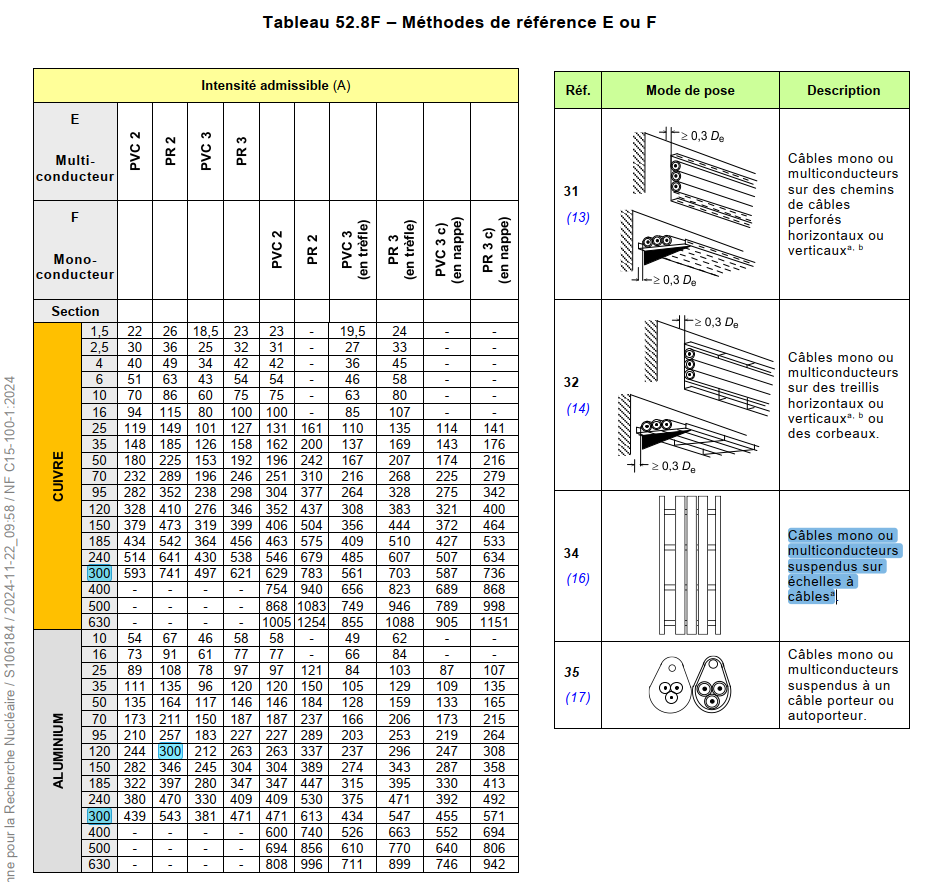 Tableau 52.8F – Méthodes de référence E ou F
Intensité admissible (A)
E
Multi-
conducteur
PVC 2
PR 2
PVC 3
PR 3
F
Mono-
conducteur
PVC 2
PR 2
PVC 3
(en trèfle)
PR 3
(en trèfle)
PVC 3 c)
(en nappe)
PR 3 c)
(en nappe)
Section
CUIVRE
1,5 22 26 18,5 23 23 - 19,5 24 - -
2,5 30 36 25 32 31 - 27 33 - -
4 40 49 34 42 42 - 36 45 - -
6 51 63 43 54 54 - 46 58 - -
10 70 86 60 75 75 - 63 80 - -
16 94 115 80 100 100 - 85 107 - -
25 119 149 101 127 131 161 110 135 114 141
35 148 185 126 158 162 200 137 169 143 176
50 180 225 153 192 196 242 167 207 174 216
70 232 289 196 246 251 310 216 268 225 279
95 282 352 238 298 304 377 264 328 275 342
120 328 410 276 346 352 437 308 383 321 400
150 379 473 319 399 406 504 356 444 372 464
185 434 542 364 456 463 575 409 510 427 533
240 514 641 430 538 546 679 485 607 507 634
300 593 741 497 621 629 783 561 703 587 736
400 - - - - 754 940 656 823 689 868
500 - - - - 868 1083 749 946 789 998
630 - - - - 1005 1254 855 1088 905 1151
ALUMINIUM
10 54 67 46 58 58 - 49 62 - -
16 73 91 61 77 77 - 66 84 - -
25 89 108 78 97 97 121 84 103 87 107
35 111 135 96 120 120 150 105 129 109 135
50 135 164 117 146 146 184 128 159 133 165
70 173 211 150 187 187 237 166 206 173 215
95 210 257 183 227 227 289 203 253 219 264
120 244 300 212 263 263 337 237 296 247 308
150 282 346 245 304 304 389 274 343 287 358
185 322 397 280 347 347 447 315 395 330 413
240 380 470 330 409 409 530 375 471 392 492
300 439 543 381 471 471 613 434 547 455 571
400 - - - - 600 740 526 663 552 694
500 - - - - 694 856 610 770 640 806
630 - - - - 808 996 711 899 746 942
Réf. Mode de pose Description
31
(13)
≥ 0,3 De
≥ 0,3 De
Câbles mono ou
multiconducteurs
sur des chemins
de câbles
perforés
horizontaux ou
verticauxa, b
32
(14)
≥ 0,3 De
≥ 0,3 De
Câbles mono ou
multiconducteurs
sur des treillis
horizontaux ou
verticauxa, b ou
des corbeaux.
34
(16)
Câbles mono ou
multiconducteurs
suspendus sur
échelles à
câblesa.
35
(17)
Câbles mono ou
multiconducteurs
suspendus à un
câble porteur ou
autoporteur.
nne pour la Recherche Nucléaire / S106184 / 2024-11-22_09:58 / NF C15-100-1:2024